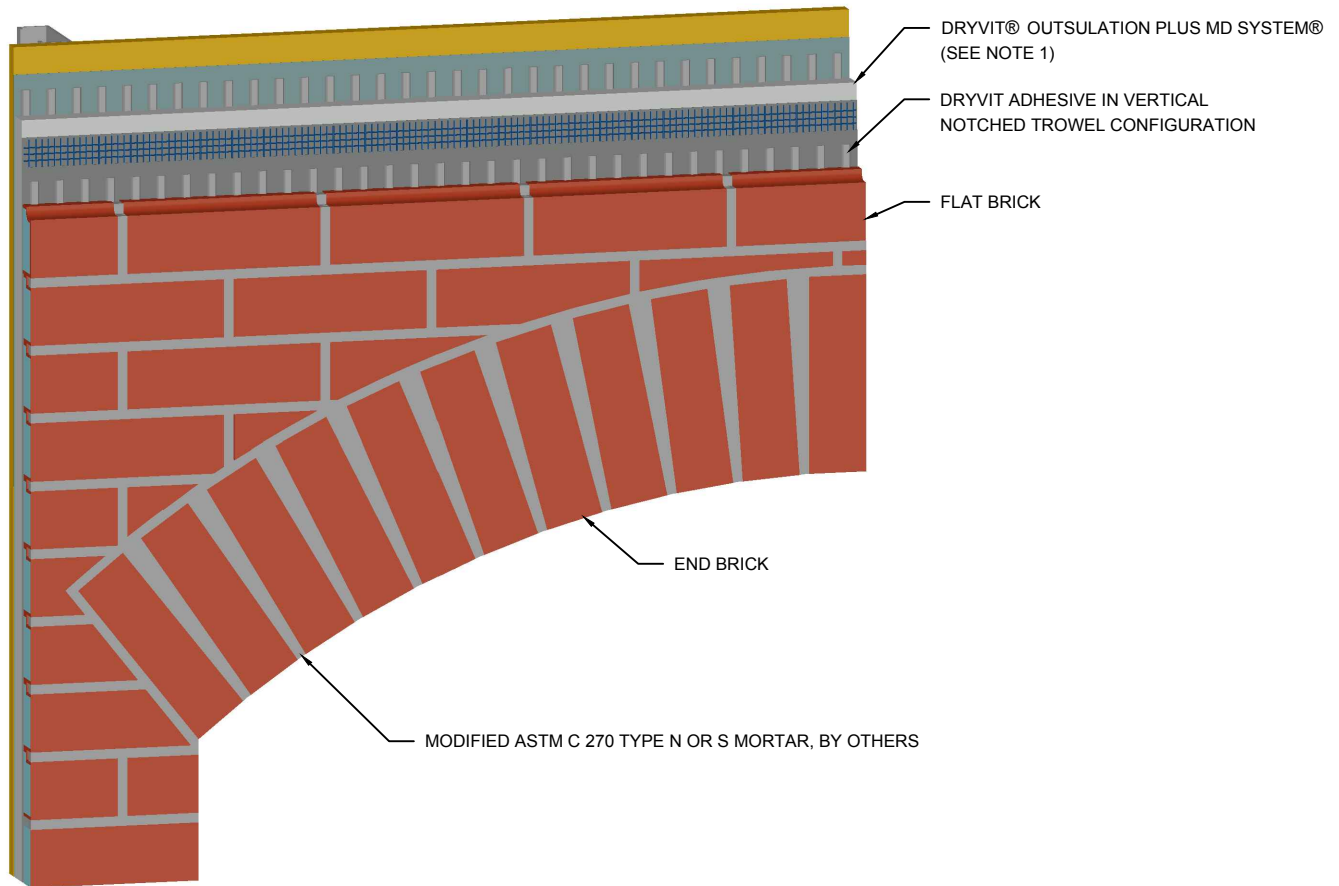 DRYVIT® OUTSULATION PLUS MD SYSTEM®
(SEE NOTE 1)
DRYVIT ADHESIVE IN VERTICAL
NOTCHED TROWEL CONFIGURATION
FLAT BRICK
END BRICK
MODIFIED ASTM C 270 TYPE N OR S MORTAR, BY OTHERS